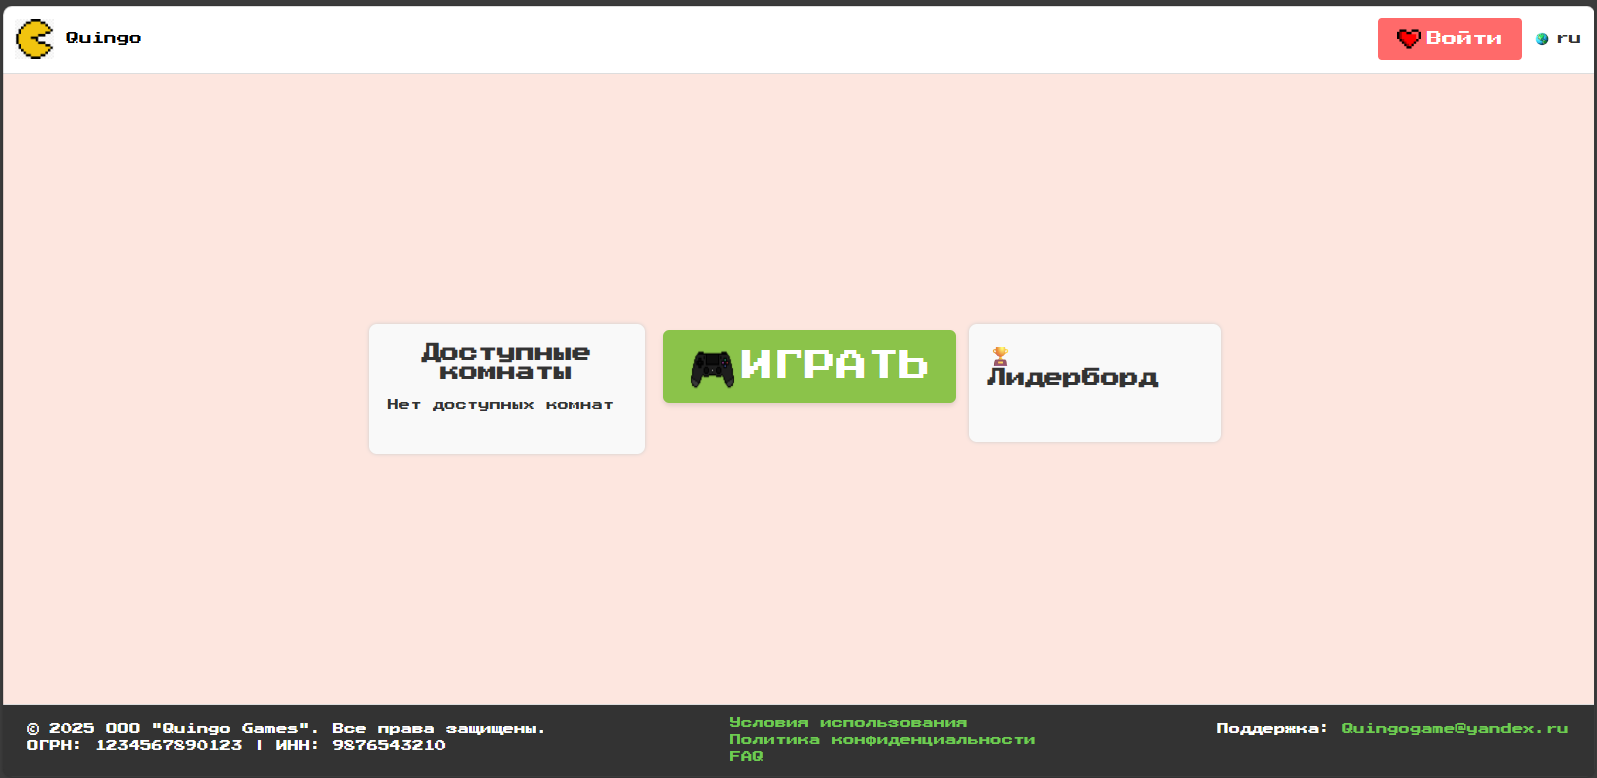 Quingo
Войти
ru
Доступные
комнаты
Нет доступных комнат
ИГРАТЬ
Лидерборд
© 2025 ООО "Quingo Games". Все права защищены.
ОГРН: 1234567890123 | ИНН: 9876543210
Условия использования
Политика конфиденциальности
FAQ
Поддержка: Quingogame@yandex.ru